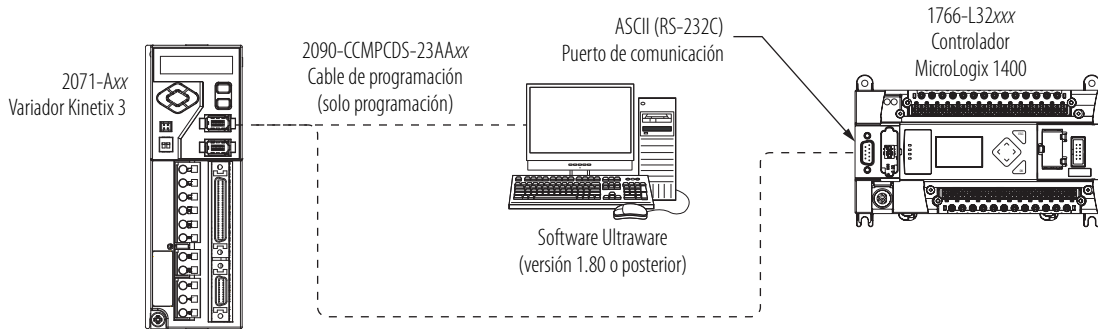 2071-Axx
Variador Kinetix 3
2090-CCMPCDS-23AAxx
Cable de programación
(solo programación)
Software Ultraware
(versión 1.80 o posterior)
ASCII (RS-232C)
Puerto de comunicación
1766-L32xxx
Controlador
MicroLogix 1400